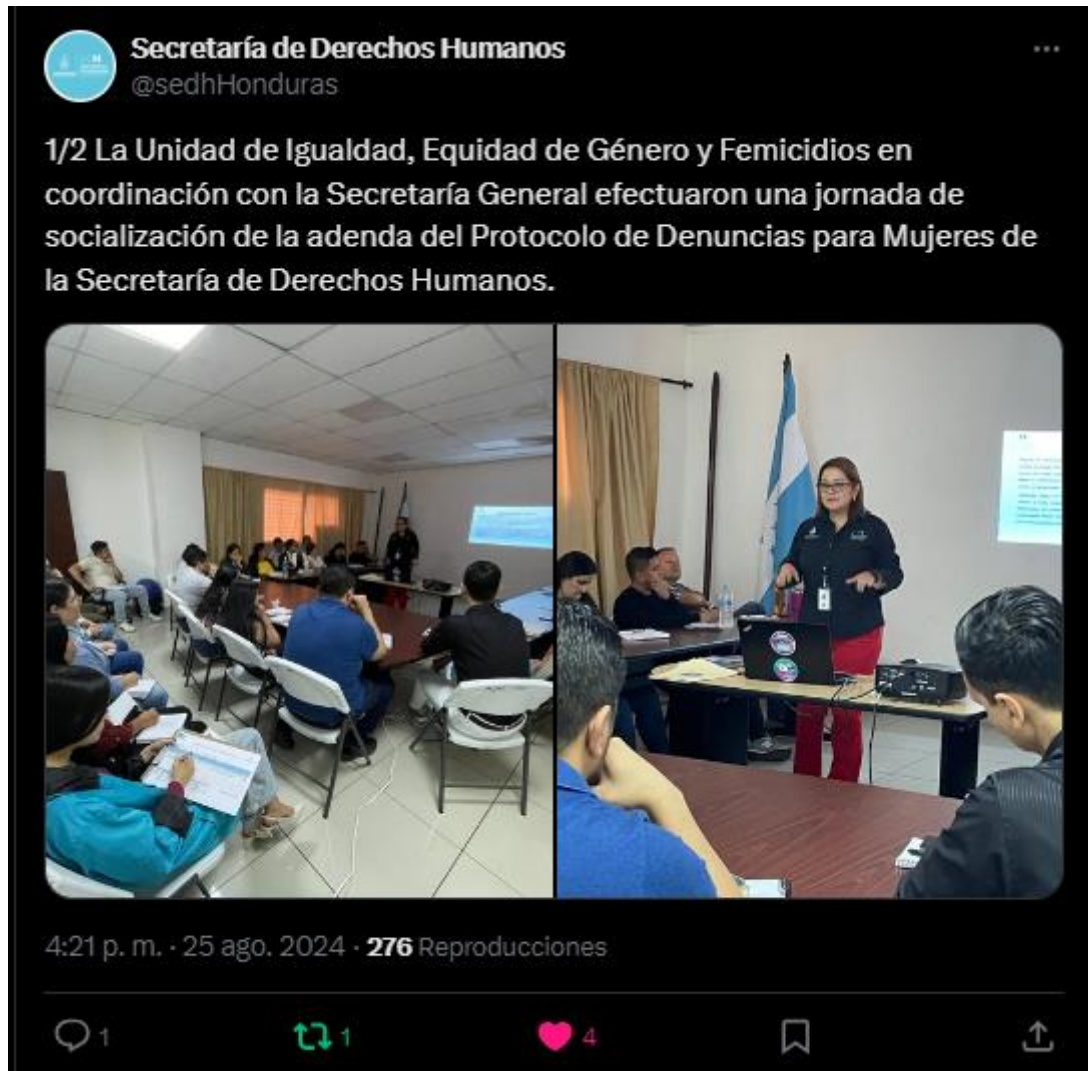 Secretaría de Derechos Humanos
@sedhHonduras
1/2 La Unidad de Igualdad, Equidad de Género y Femicidios en
coordinación con la Secretaría General efectuaron una jornada de
socialización de la adenda del Protocolo de Denuncias para Mujeres de
la Secretaría de Derechos Humanos.
4:21 p. m. · 25 ago. 2024 · 276 Reproducciones
1 1 4